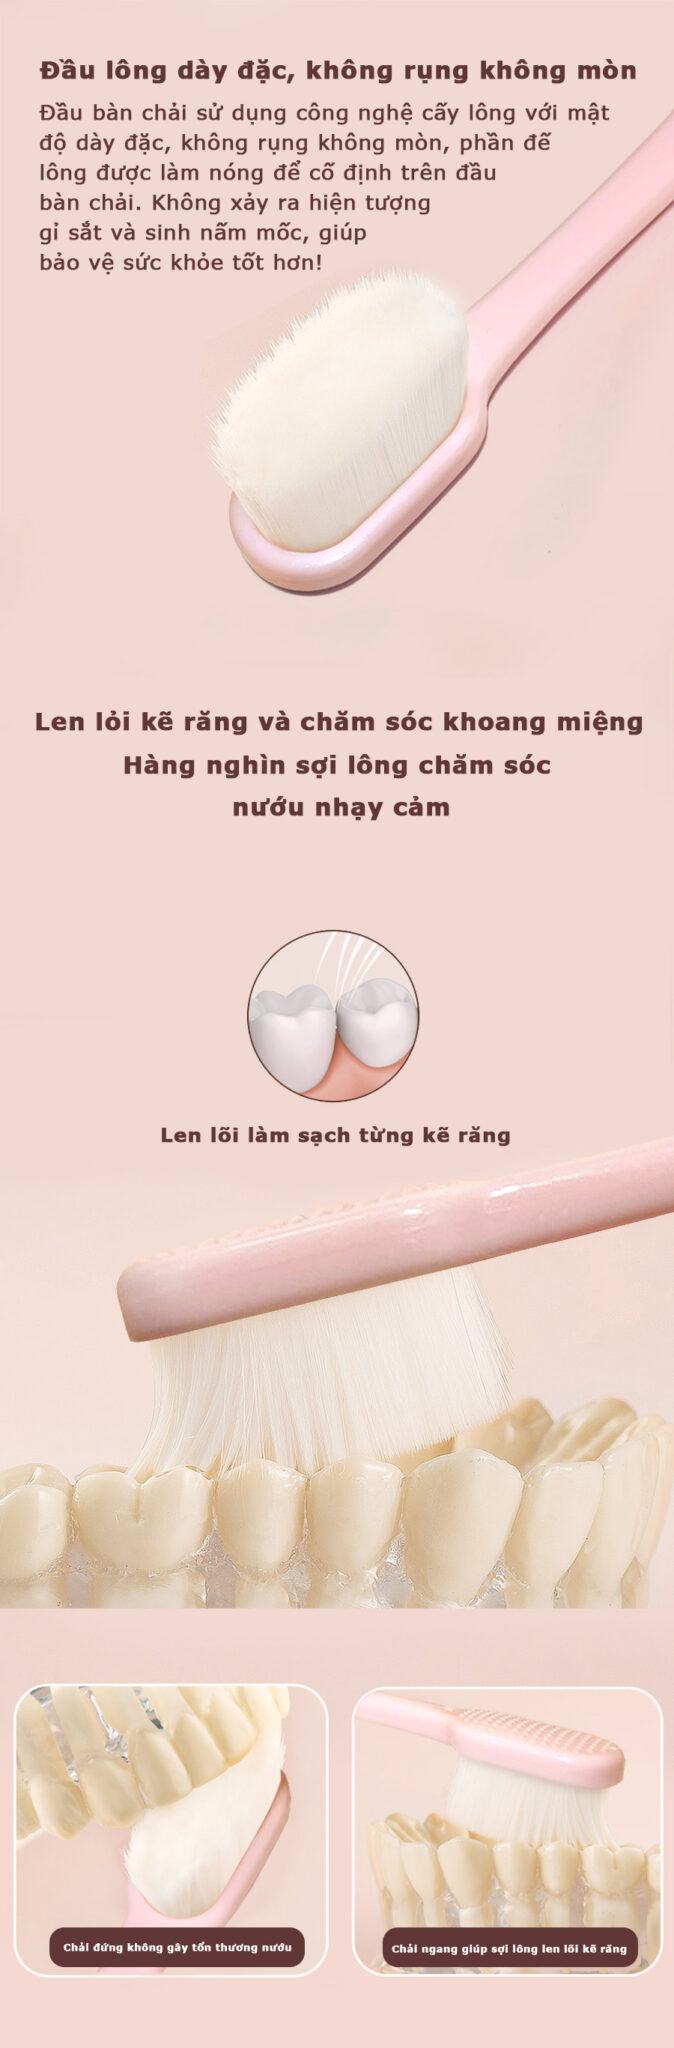 Đầu lông dày đặc, không rụng không mòn
Đầu bàn chải sử dụng công nghệ cấy lông với mật
độ dày đặc, không rụng không mòn, phần đế
lông được làm nóng để cố định trên đầu
bàn chải. Không xảy ra hiện tượng
gỉ sắt và sinh nấm mốc, giúp
bảo vệ sức khỏe tốt hơn!
Len lỏi kẽ răng và chăm sóc khoang miệng
Hàng nghìn sợi lông chăm sóc
nướu nhạy cảm
Len lõi làm sạch từng kẽ răng
Chải đứng không gây tổn thương nướu
Chải ngang giúp sợi lông len lõi kẽ răng